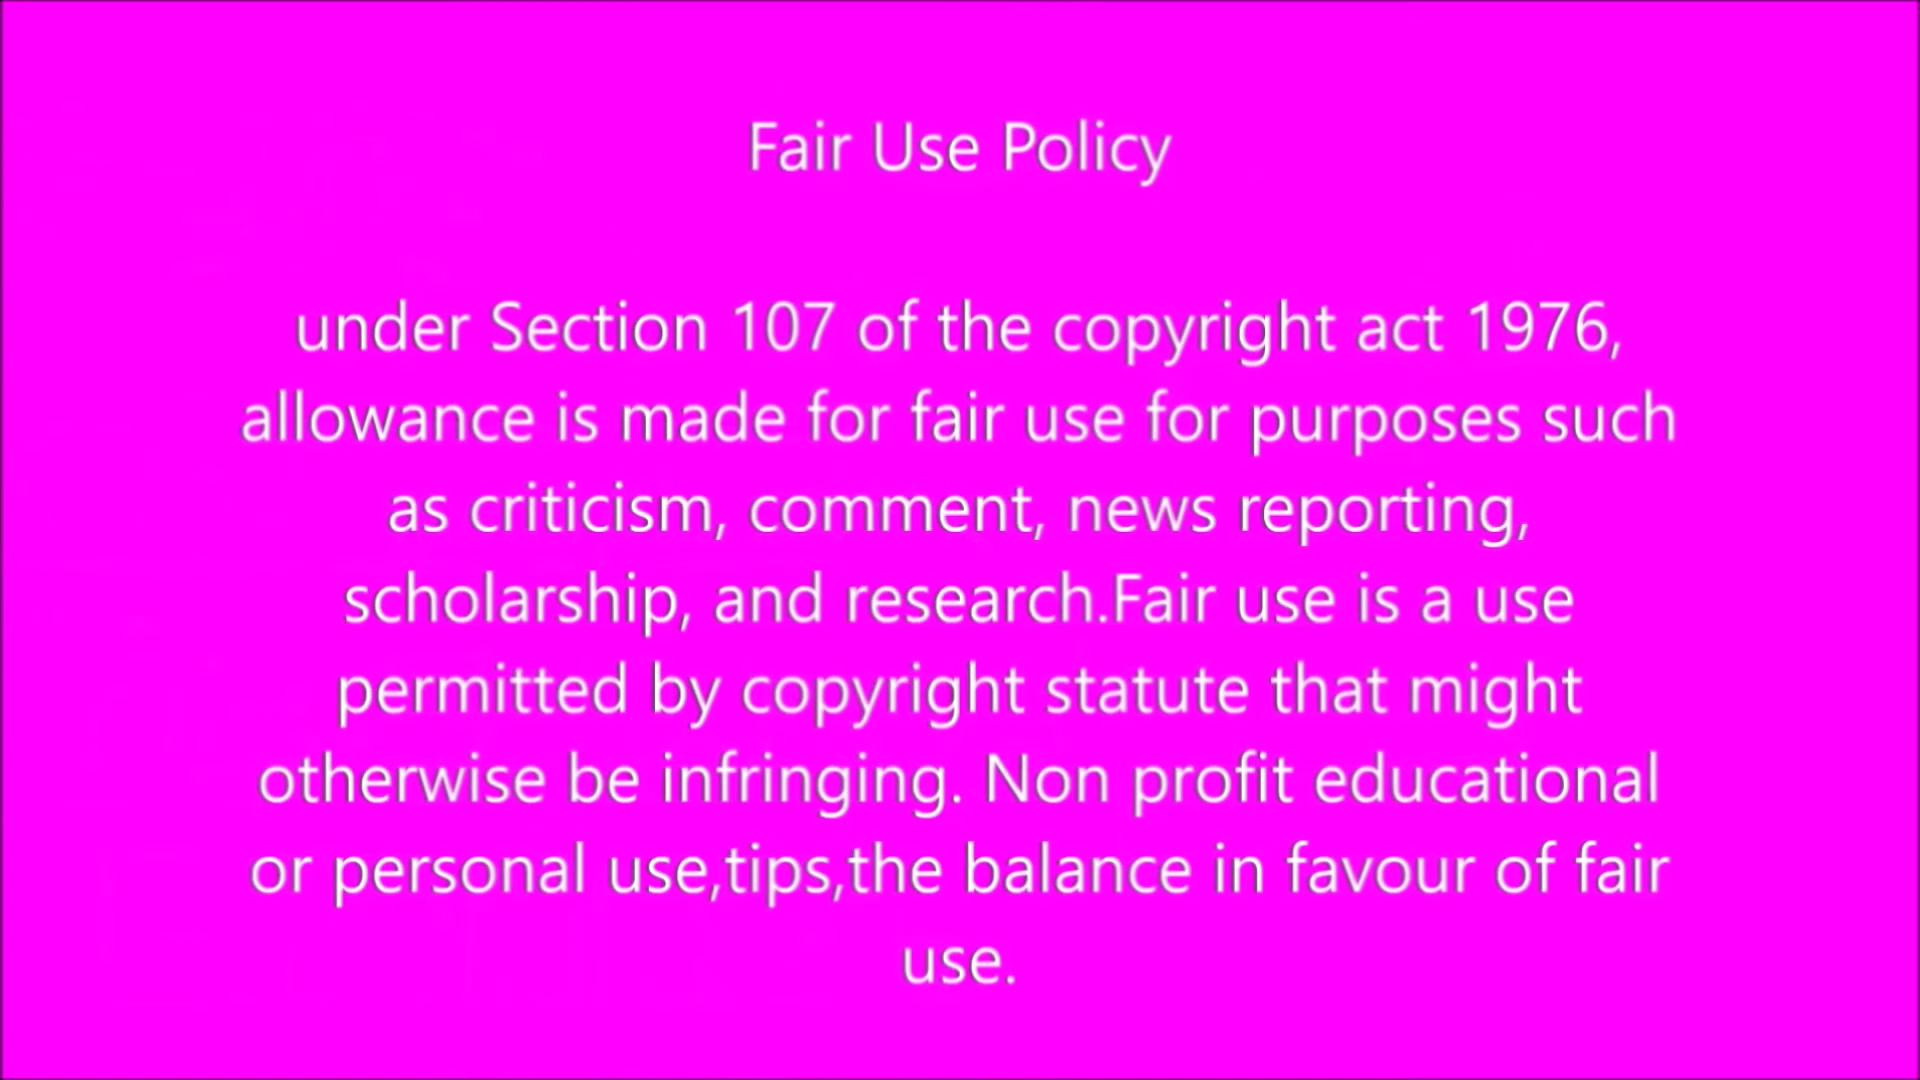 Fair Use Policy
under Section 107 of the copyright act 1976,
allowance is made for fair use for purposes such
as criticism, comment, news reporting,
scholarship, and research.Fair use is a use
permitted by copyright statute that might
otherwise be infringing. Non profit educational
or personal use,tips,the balance in favour of fair
use.